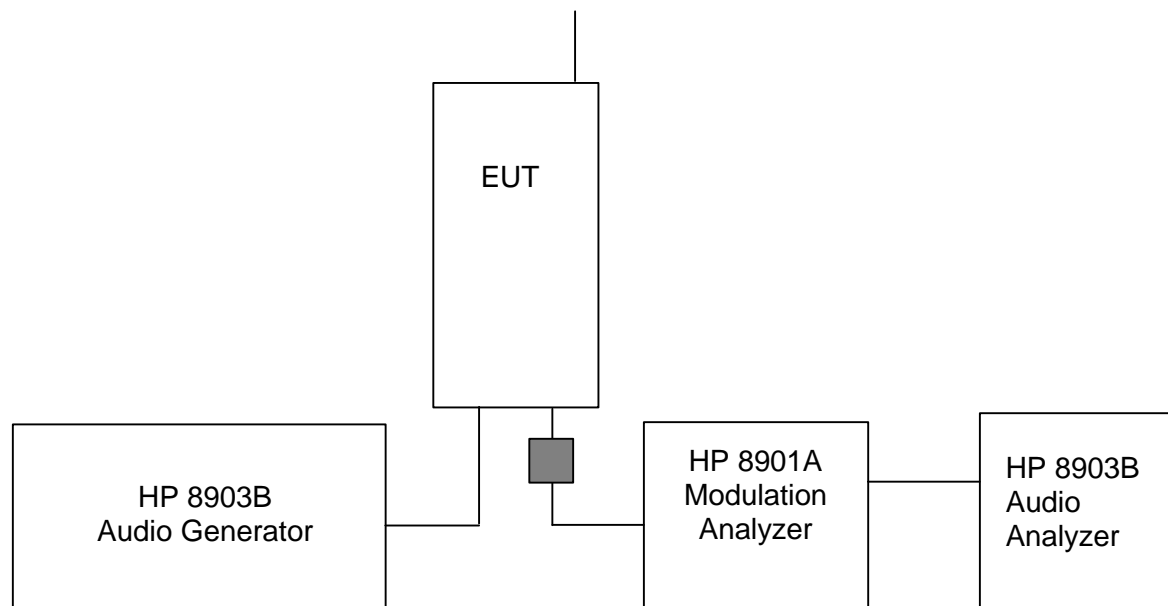 EUT
HP 8903B
Audio Generator
HP 8901A
Modulation
Analyzer
HP 8903B
Audio
Analyzer